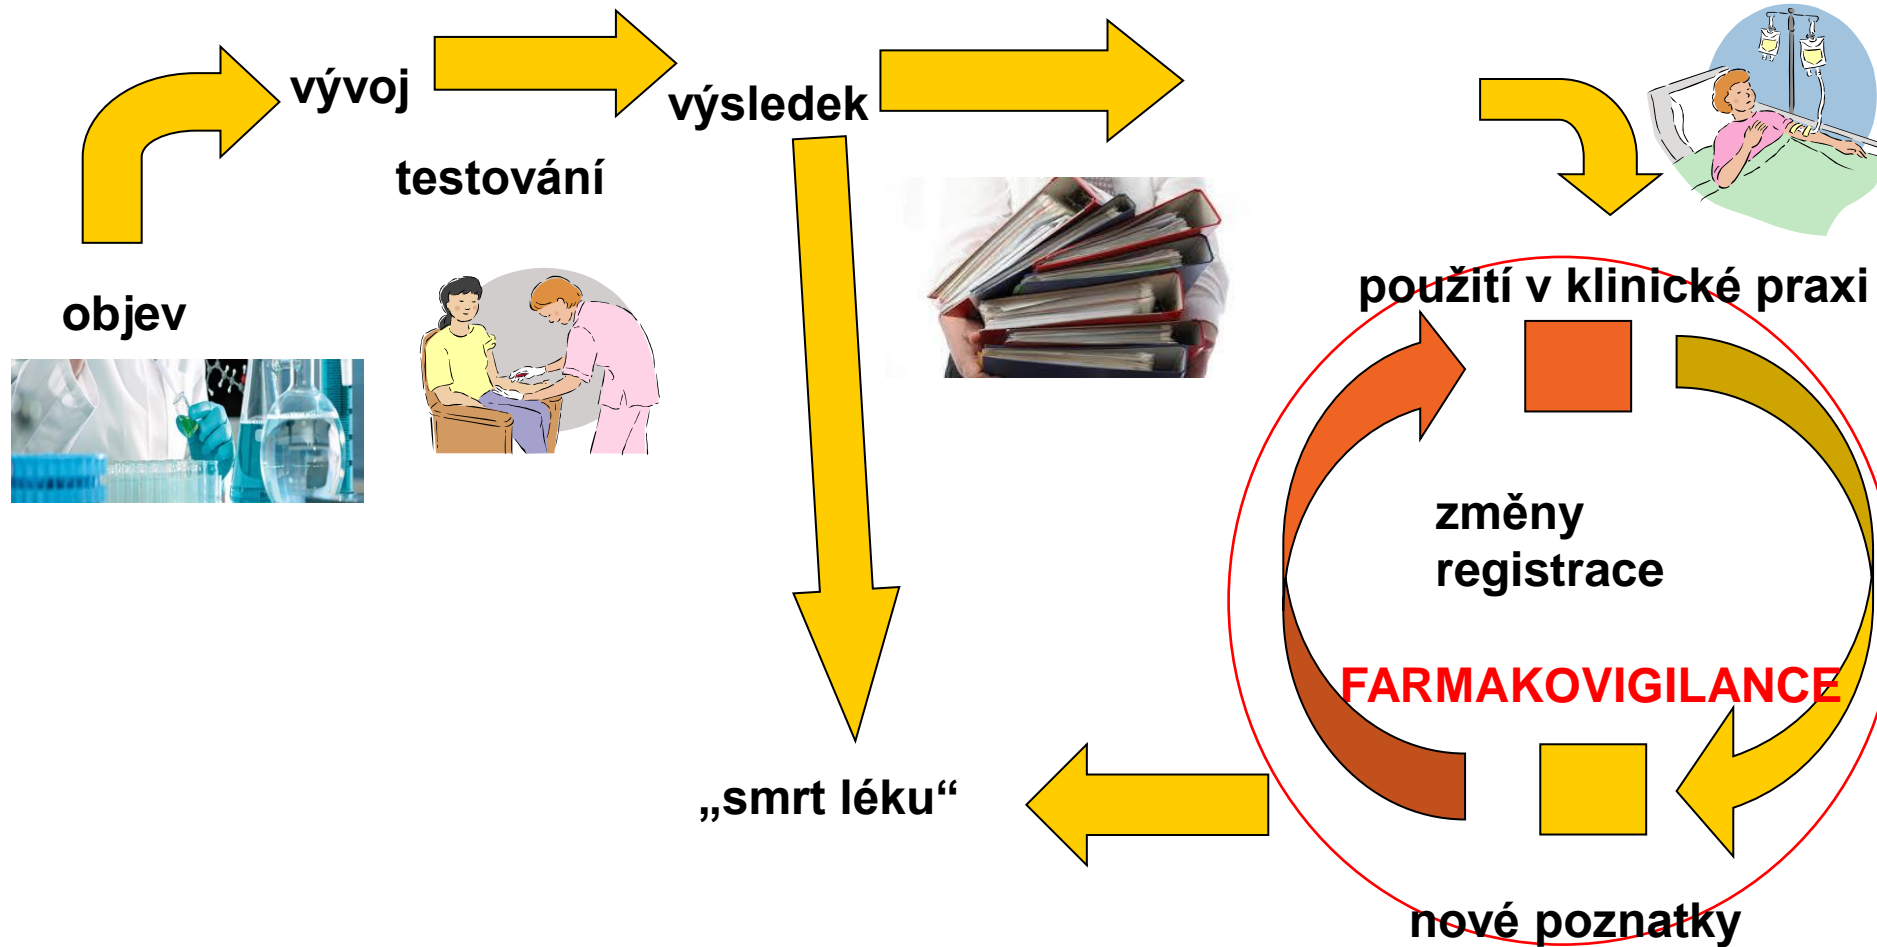 vývoj
výsledek
testování
objev
použití v klinické praxi
změny
registrace
FARMAKOVIGILANCE
„smrt léku“
nové poznatky